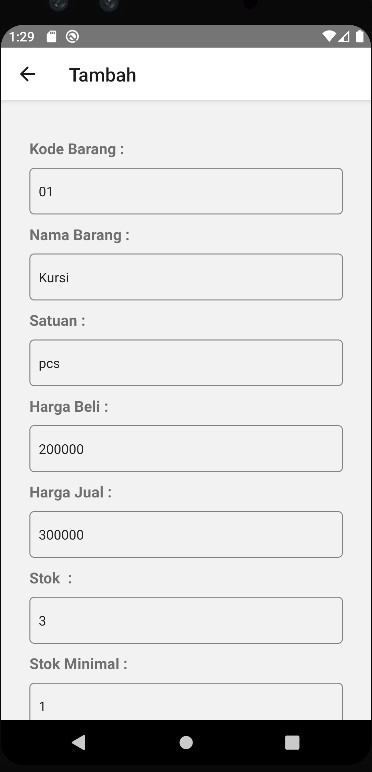 1:29
Tambah
Kode Barang :
01
Nama Barang :
Kursi
Satuan :
pcs
Harga Beli :
200000
Harga Jual :
300000
Stok  :
3
Stok Minimal :
1